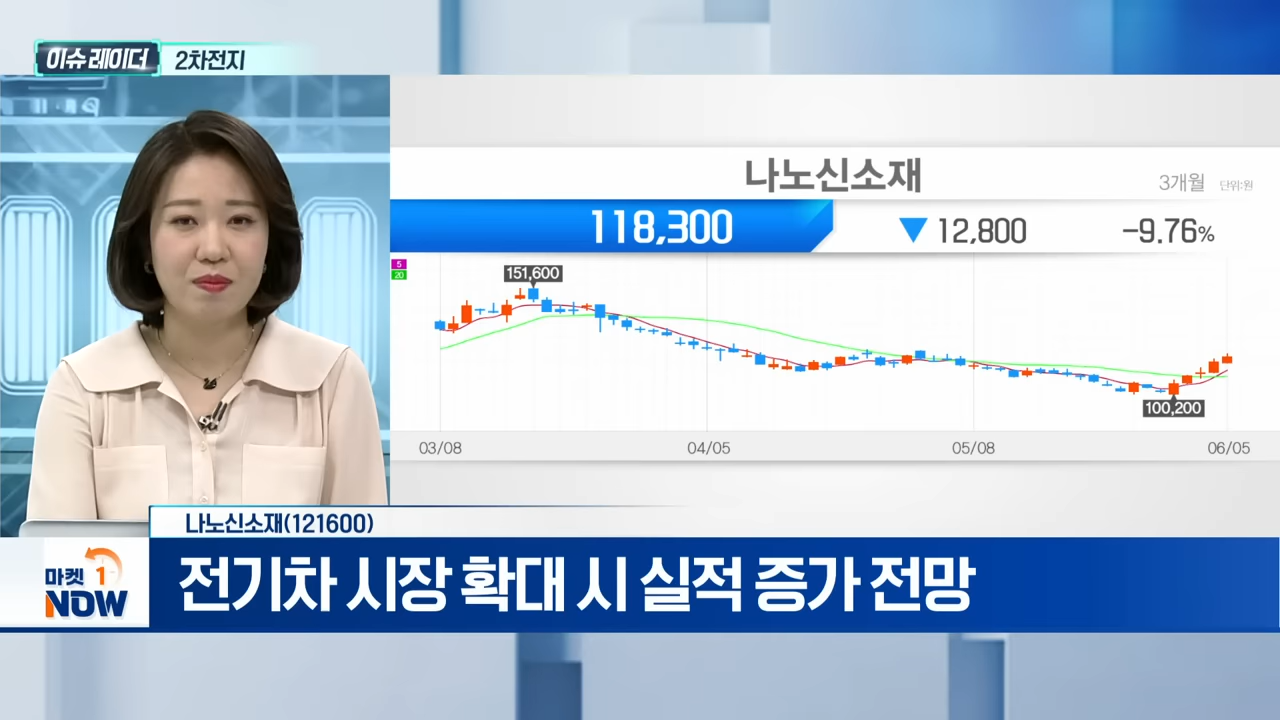 이슈레이더 2차전지
나노신소재
3개월 단위:원
118,300 ▼ 12,800 -9.76%
5
20
151,600
100,200
03/08 04/05 05/08 06/05
나노신소재(121600)
마켓 1
NOW
전기차 시장 확대 시 실적 증가 전망